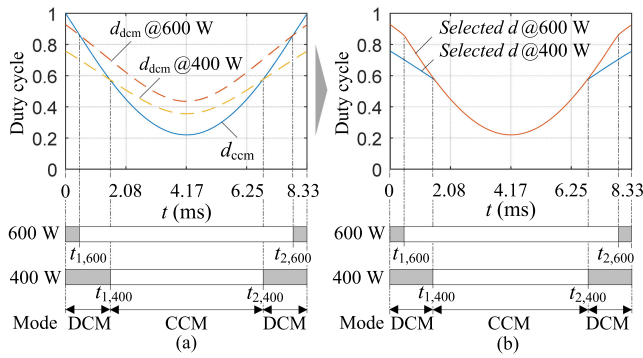 Duty cycle
1
0.8
0.6
0.4
0.2
0
d_dcm @600 W
d_dcm @400 W
d_ccm
0 2.08 4.17 6.25 8.33
t (ms)
600 W
t_1,600 t_2,600
400 W
t_1,400 t_2,400
Mode DCM CCM DCM
(a)
Duty cycle
1
0.8
0.6
0.4
0.2
0
Selected d @600 W
Selected d @400 W
0 2.08 4.17 6.25 8.33
t (ms)
600 W
t_1,600 t_2,600
400 W
t_1,400 t_2,400
Mode DCM CCM DCM
(b)